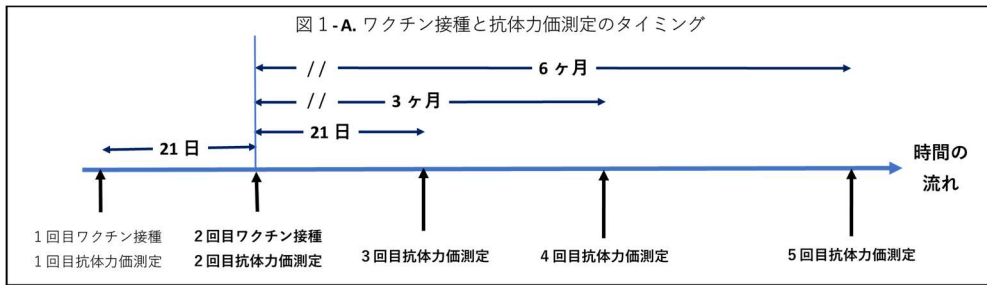 図 1 - A. ワクチン接種と抗体力価測定のタイミング
// 6 ヶ月
// 3 ヶ月
21 日
21 日
時間の
流れ
1 回目ワクチン接種
1 回目抗体力価測定
2 回目ワクチン接種
2 回目抗体力価測定
3 回目抗体力価測定
4 回目抗体力価測定
5 回目抗体力価測定